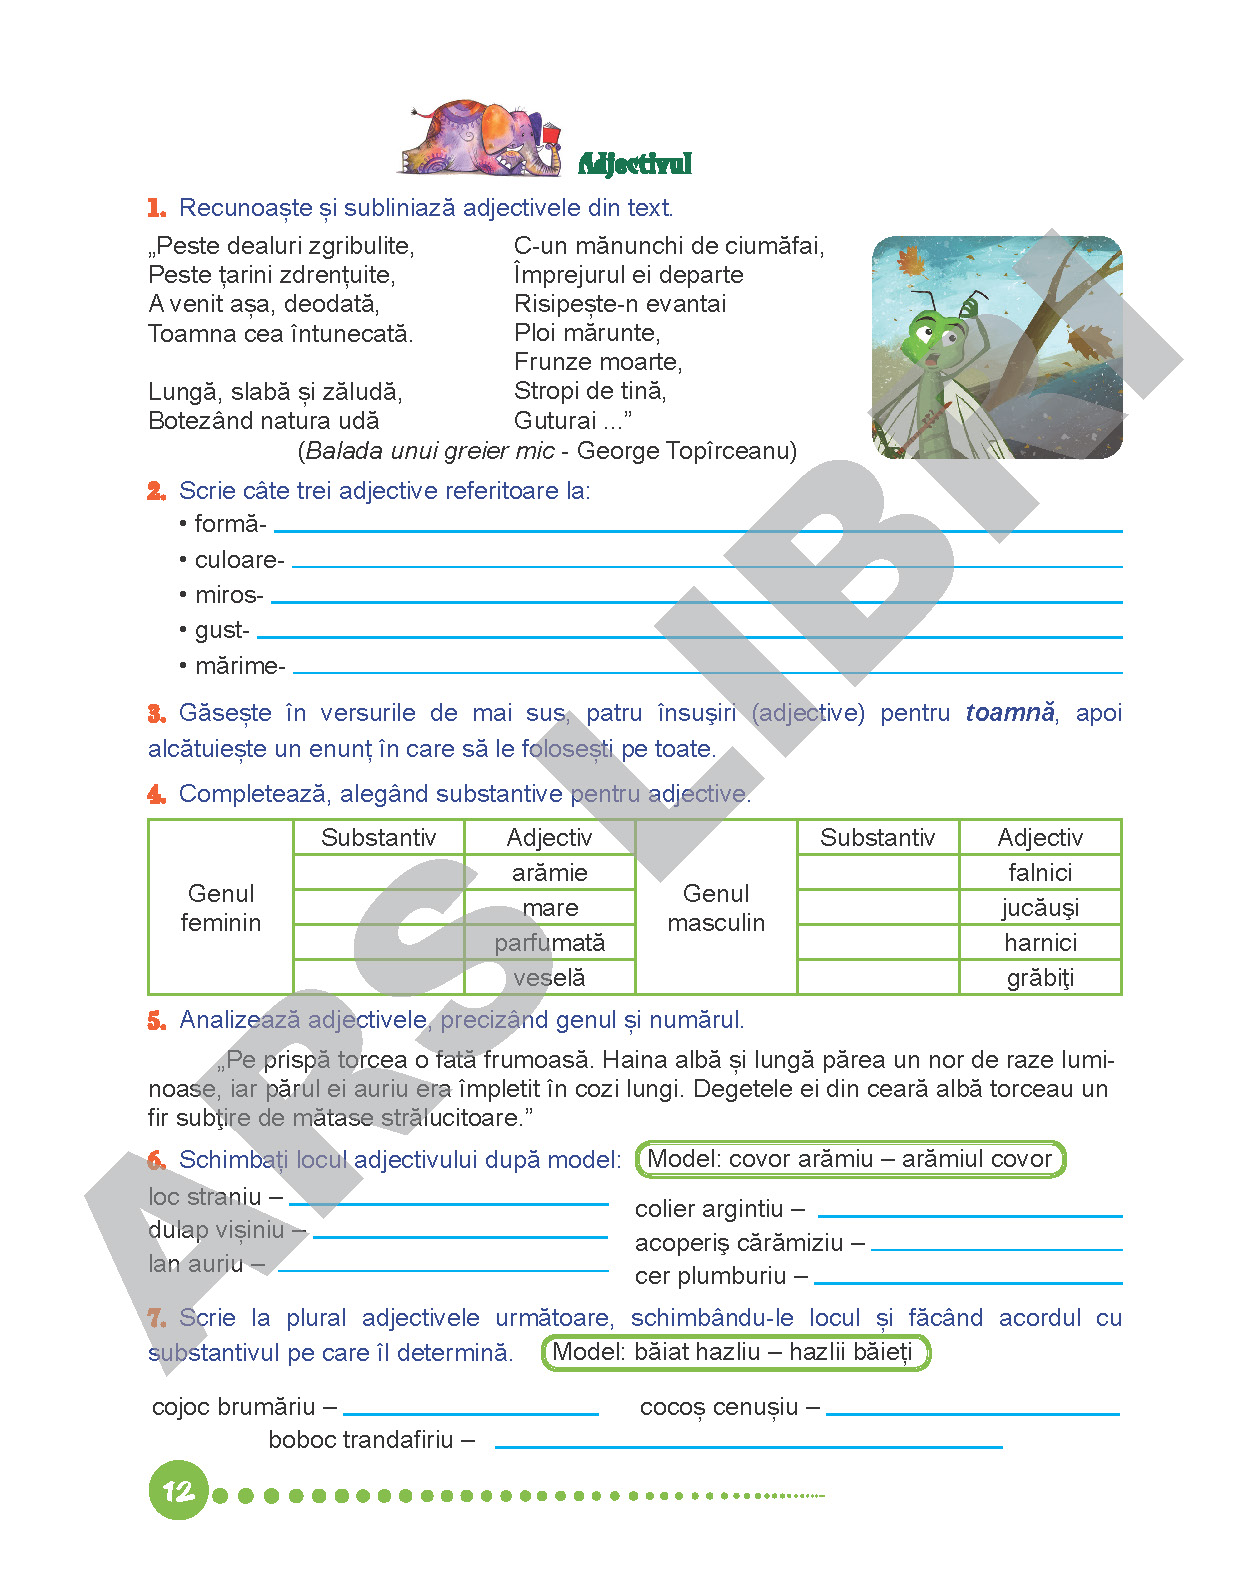 Adjectivul
1. Recunoaște și subliniază adjectivele din text.
„Peste dealuri zgribulite,
Peste țarini zdrențuite,
A venit așa, deodată,
Toamna cea întunecată.
Lungă, slabă și zăludă,
Botezând natura udă
C-un mănunchi de ciumăfai,
Împrejurul ei departe
Risipește-n evantai
Ploi mărunte,
Frunze moarte,
Stropi de tină,
Guturai ...”
(Balada unui greier mic - George Topîrceanu)
2. Scrie câte trei adjective referitoare la:
• formă-
• culoare-
• miros-
• gust-
• mărime-
3. Găsește în versurile de mai sus, patru însuşiri (adjective) pentru toamnă, apoi
alcătuiește un enunț în care să le folosești pe toate.
4. Completează, alegând substantive pentru adjective.
Substantiv Adjectiv Substantiv Adjectiv
Genul feminin
arămie
mare
parfumată
veselă
Genul masculin
falnici
jucăuşi
harnici
grăbiţi
5. Analizează adjectivele, precizând genul și numărul.
„Pe prispă torcea o fată frumoasă. Haina albă și lungă părea un nor de raze lumi-
noase, iar părul ei auriu era împletit în cozi lungi. Degetele ei din ceară albă torceau un
fir subţire de mătase strălucitoare.”
6. Schimbați locul adjectivului după model: Model: covor arămiu – arămiul covor
loc straniu –
dulap vișiniu –
lan auriu –
colier argintiu –
acoperiş cărămiziu –
cer plumburiu –
7. Scrie la plural adjectivele următoare, schimbându-le locul și făcând acordul cu
substantivul pe care îl determină. Model: băiat hazliu – hazlii băieți
cojoc brumăriu – cocoș cenușiu –
boboc trandafiriu –
12
ARS LIBRI